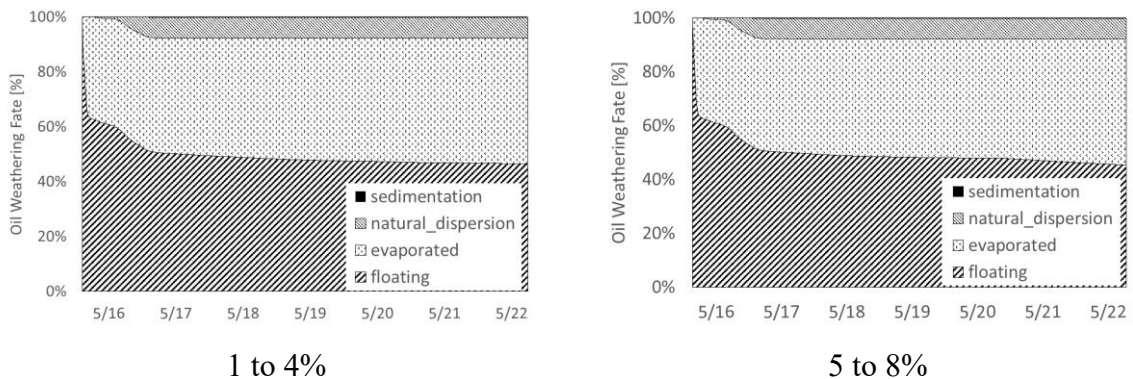 Oil Weathering Fate [%]
100%
80%
60%
40%
20%
0%
sedimentation
natural_dispersion
evaporated
floating
5/16 5/17 5/18 5/19 5/20 5/21 5/22
1 to 4%
Oil Weathering Fate [%]
100%
80%
60%
40%
20%
0%
sedimentation
natural_dispersion
evaporated
floating
5/16 5/17 5/18 5/19 5/20 5/21 5/22
5 to 8%